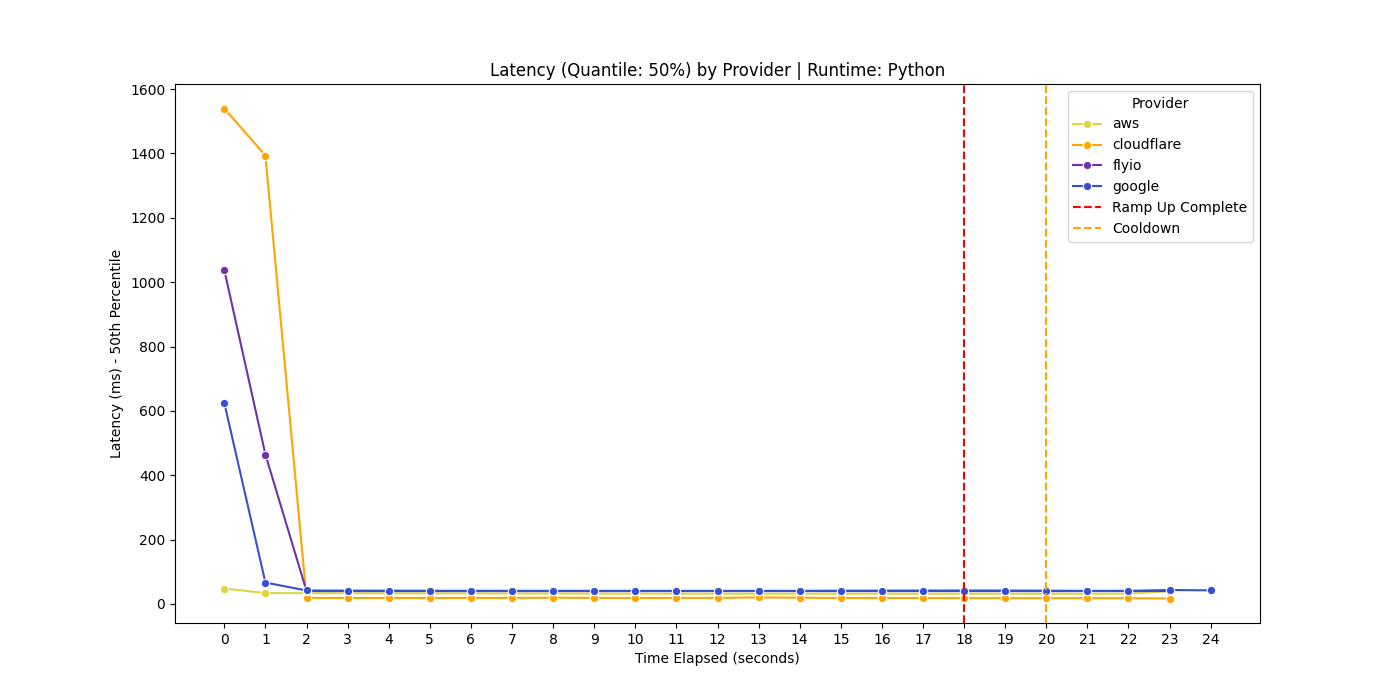 Latency (Quantile: 50%) by Provider | Runtime: Python
Latency (ms) - 50th Percentile
1600
1400
1200
1000
800
600
400
200
0
Provider
aws
cloudflare
flyio
google
Ramp Up Complete
Cooldown
0 1 2 3 4 5 6 7 8 9 10 11 12 13 14 15 16 17 18 19 20 21 22 23 24
Time Elapsed (seconds)